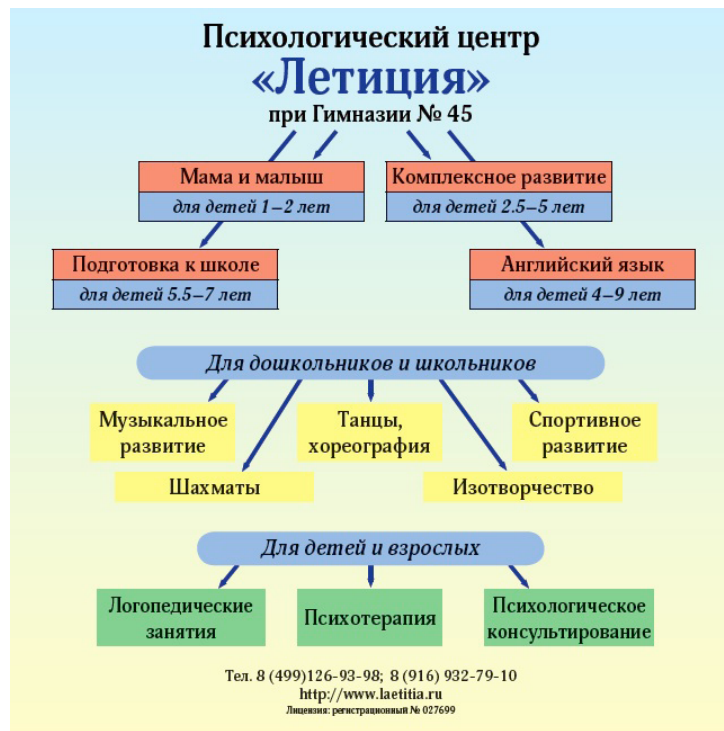 Психологический центр
«Летиция»
при Гимназии № 45
Мама и малыш
для детей 1–2 лет
Комплексное развитие
для детей 2.5–5 лет
Подготовка к школе
для детей 5.5–7 лет
Английский язык
для детей 4–9 лет
Для дошкольников и школьников
Музыкальное
развитие
Танцы,
хореография
Спортивное
развитие
Шахматы
Изотворчество
Для детей и взрослых
Логопедические
занятия
Психотерапия
Психологическое
консультирование
Тел. 8 (499)126-93-98; 8 (916) 932-79-10
http://www.laetitia.ru
Лицензия: регистрационный № 027699